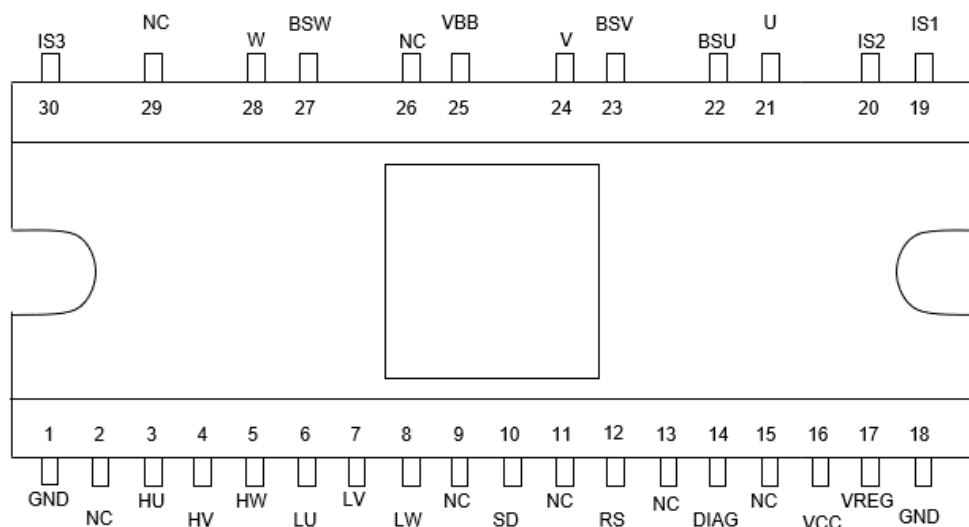 NC BSW VBB BSV U IS1
IS3 W NC V BSU IS2
30 29 28 27 26 25 24 23 22 21 20 19
1 2 3 4 5 6 7 8 9 10 11 12 13 14 15 16 17 18
GND HU HW LV NC NC NC NC VREG
NC HV LU LW SD RS DIAG VCC GND